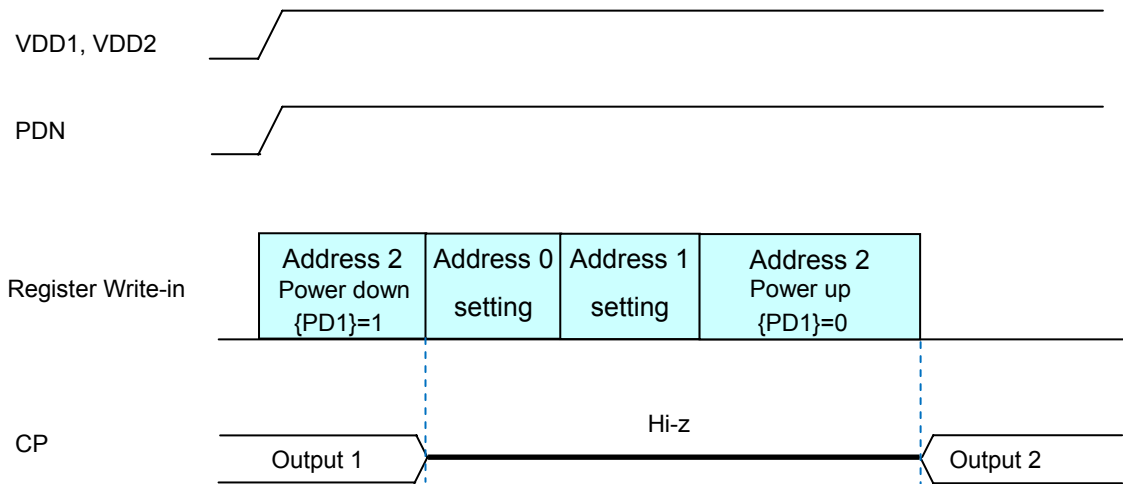 VDD1, VDD2
PDN
Register Write-in
Address 2
Power down
{PD1}=1
Address 0
setting
Address 1
setting
Address 2
Power up
{PD1}=0
CP
Output 1
Hi-z
Output 2